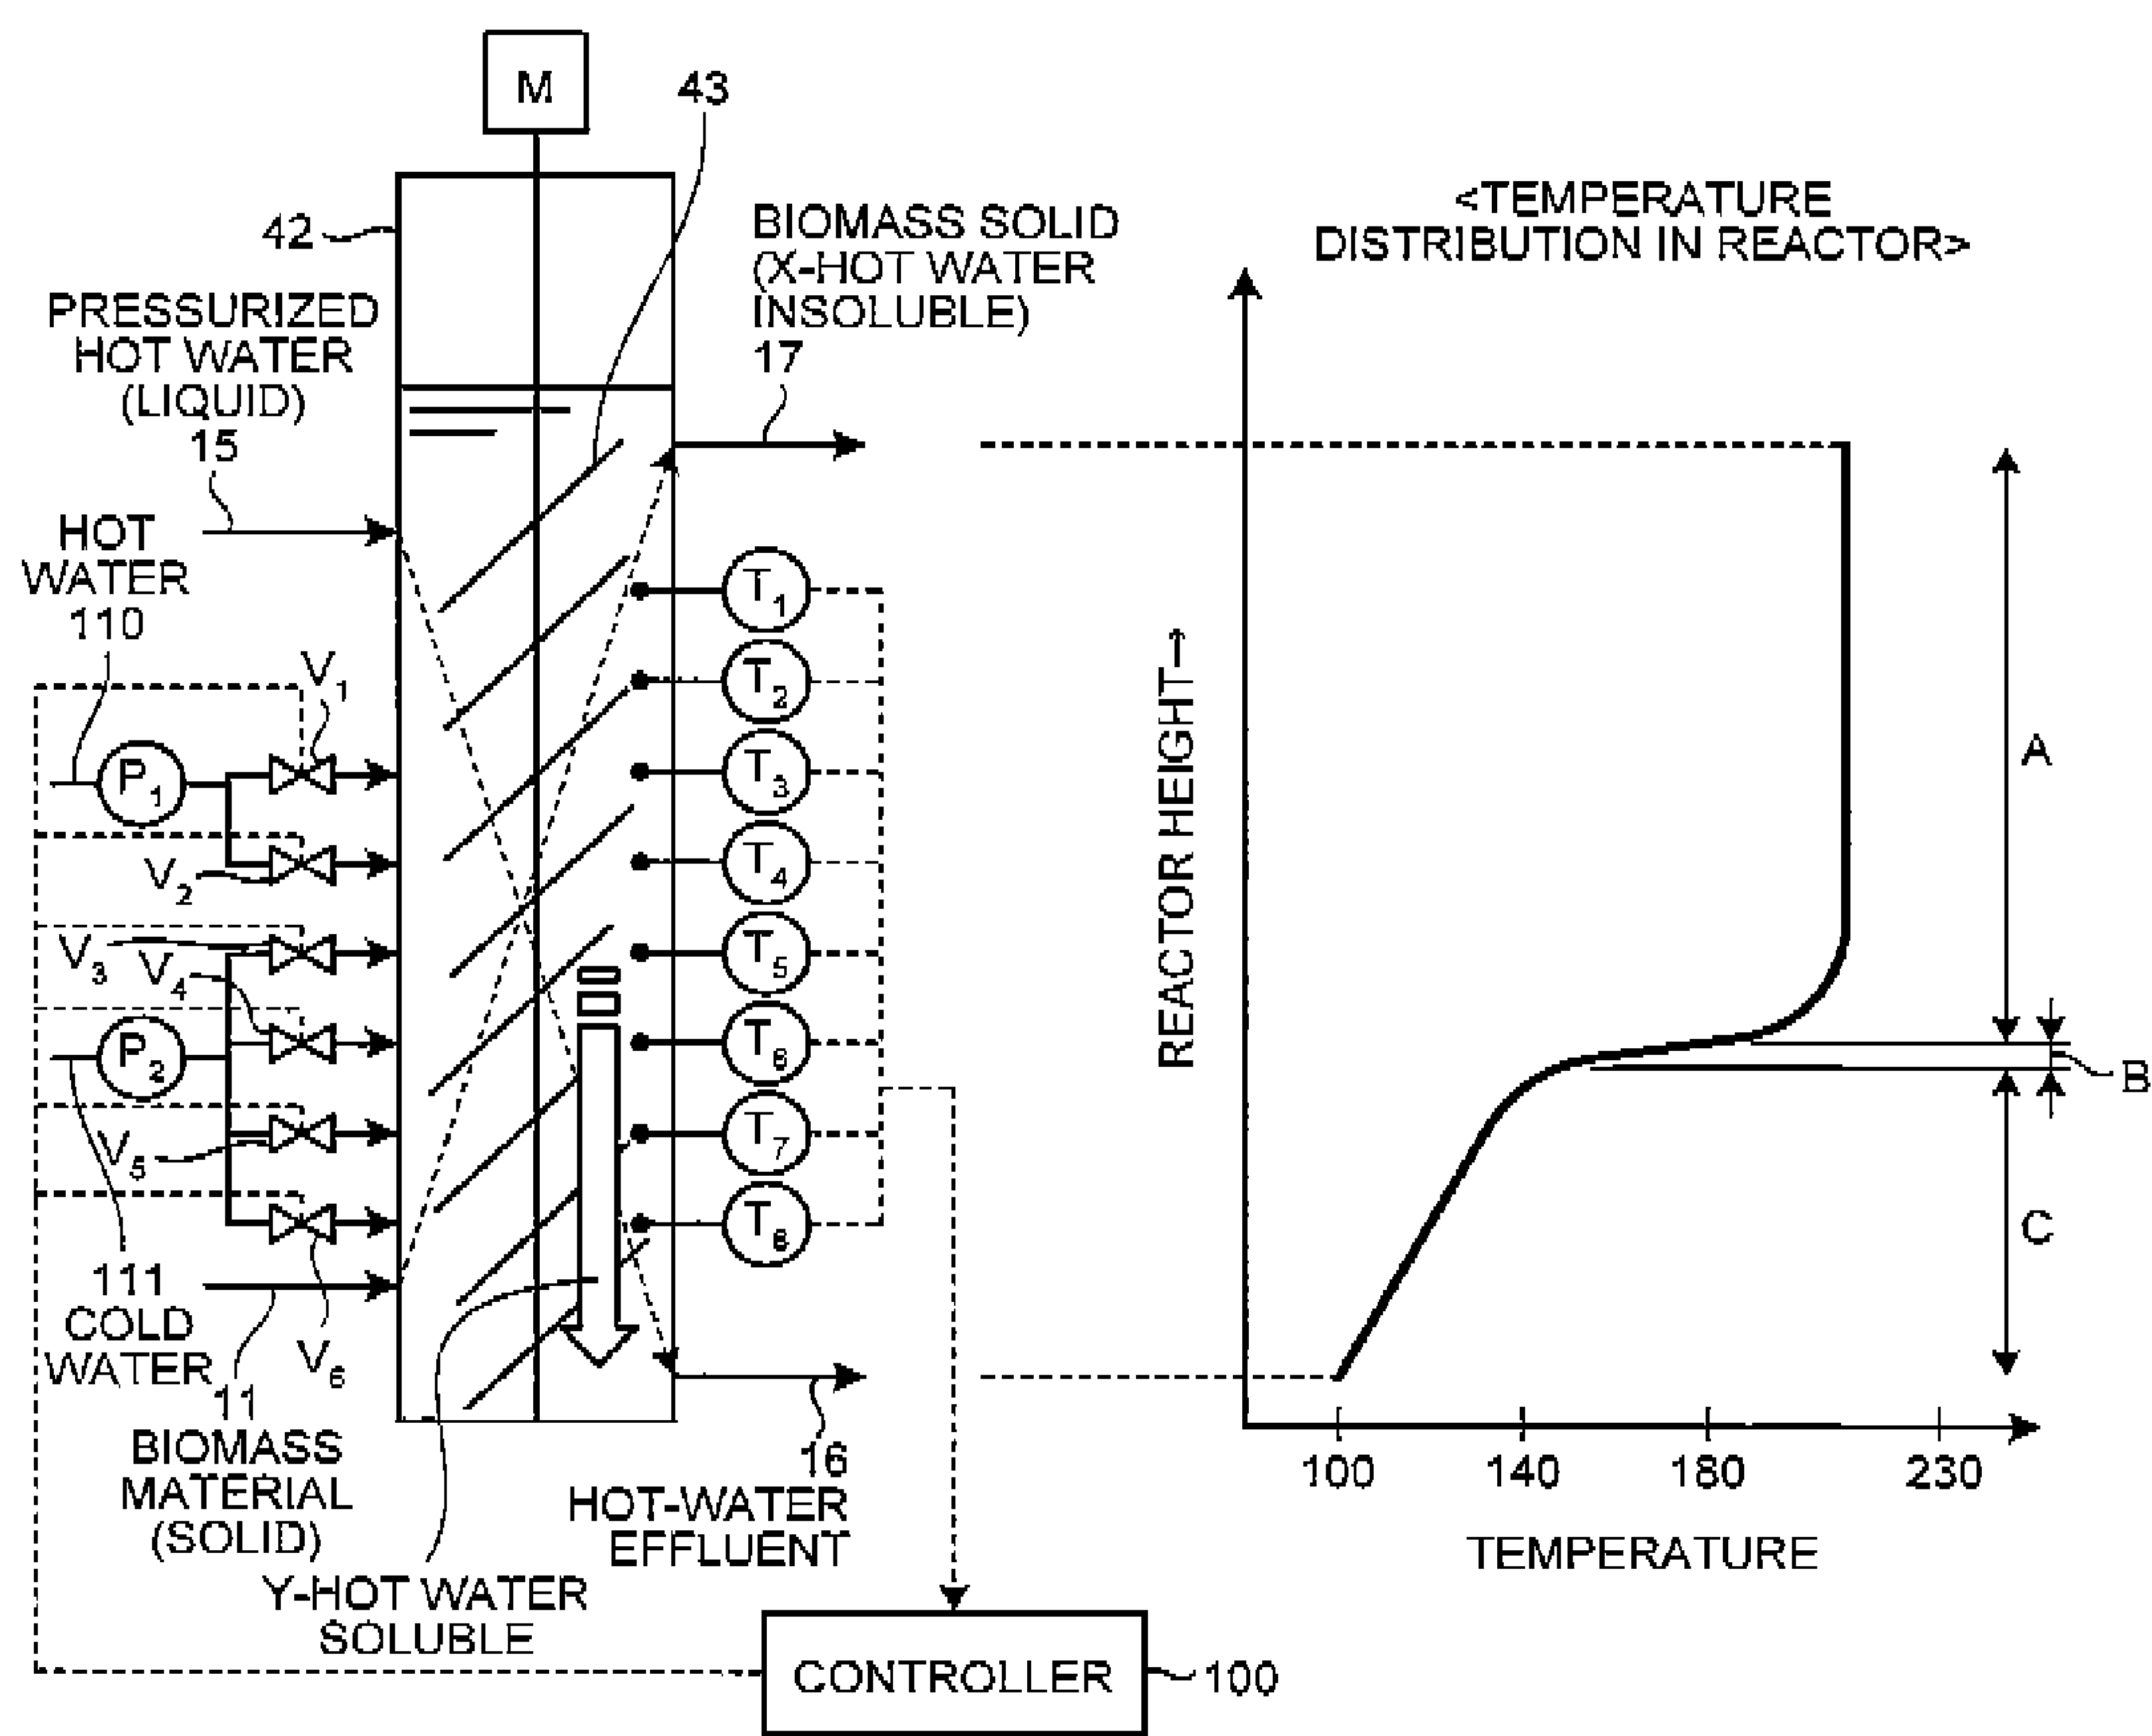 M
43
42
BIOMASS SOLID
(X-HOT WATER
INSOLUBLE)
17
PRESSURIZED
HOT WATER
(LIQUID)
15
HOT
WATER
110
V1
P1
V2
V3
V4
P2
V5
111
COLD
WATER
V6
11
BIOMASS
MATERIAL
(SOLID)
T1
T2
T3
T4
T5
T6
T7
T8
16
HOT-WATER
EFFLUENT
Y-HOT WATER
SOLUBLE
CONTROLLER
100
<TEMPERATURE
DISTRIBUTION IN REACTOR>
REACTOR HEIGHT→
A
B
C
100 140 180 230
TEMPERATURE